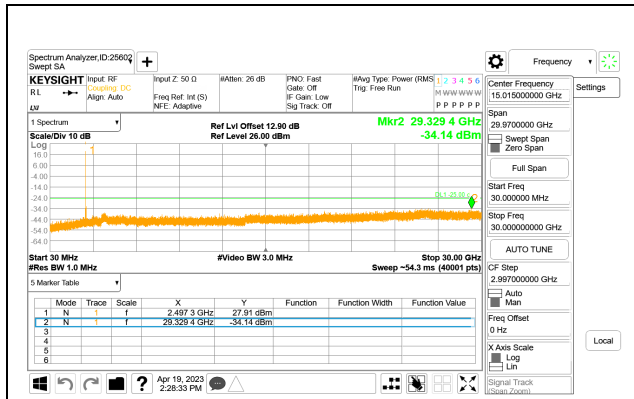 Spectrum Analyzer,ID:25602
Swept SA
Frequency
KEYSIGHT
RL
Input: RF
Coupling: DC
Align: Auto
Input Z: 50 Ω
Freq Ref: Int (S)
NFE: Adaptive
#Atten: 26 dB
PNO: Fast
Gate: Off
IF Gain: Low
Sig Track: Off
#Avg Type: Power (RMS
Trig: Free Run
1 2 3 4 5 6
M W W W W W
P P P P P P
1 Spectrum
Scale/Div 10 dB
Ref Lvl Offset 12.90 dB
Ref Level 26.00 dBm
Mkr2 29.329 4 GHz
-34.14 dBm
Log
16.0
6.00
-4.00
-14.0
-24.0
-34.0
-44.0
-54.0
-64.0
1
Start 30 MHz
#Res BW 1.0 MHz
#Video BW 3.0 MHz
Stop 30.00 GHz
Sweep ~54.3 ms (40001 pts)
5 Marker Table
Mode Trace Scale X Y Function Function Width Function Value
1 N 1 f 2.497 3 GHz 27.91 dBm
2 N 1 f 29.329 4 GHz -34.14 dBm
3
4
5
6
Apr 19, 2023
2:28:33 PM
Center Frequency
15.015000000 GHz
Settings
Span
29.9700000 GHz
Swept Span
Zero Span
Full Span
Start Freq
30.000000 MHz
Stop Freq
30.000000000 GHz
AUTO TUNE
CF Step
2.997000000 GHz
Auto
Man
Freq Offset
0 Hz
X Axis Scale
Log
Lin
Local
Signal Track
(Span Zoom)